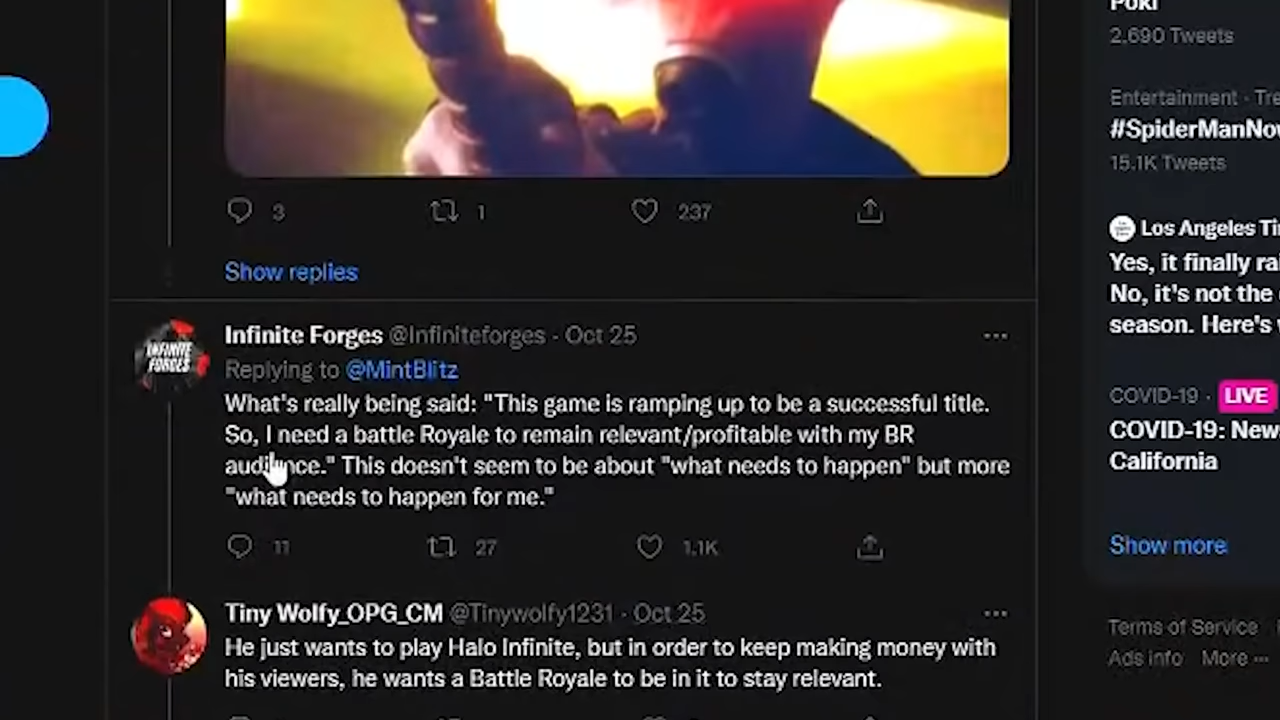 Poki
2,690 Tweets
Entertainment · Tre
#SpiderManNov
15.1K Tweets
Los Angeles Ti
Yes, it finally rai
No, it's not the
season. Here's
COVID-19 · LIVE
COVID-19: New
California
Show more
Terms of Service
Ads info More ...
3 1 237
Show replies
INFINITE
FORGES
Infinite Forges @Infiniteforges · Oct 25
Replying to @MintBlitz
What's really being said: "This game is ramping up to be a successful title.
So, I need a battle Royale to remain relevant/profitable with my BR
audience." This doesn't seem to be about "what needs to happen" but more
"what needs to happen for me."
11 27 1.1K
Tiny Wolfy_OPG_CM @Tinywolfy1231 · Oct 25
He just wants to play Halo Infinite, but in order to keep making money with
his viewers, he wants a Battle Royale to be in it to stay relevant.